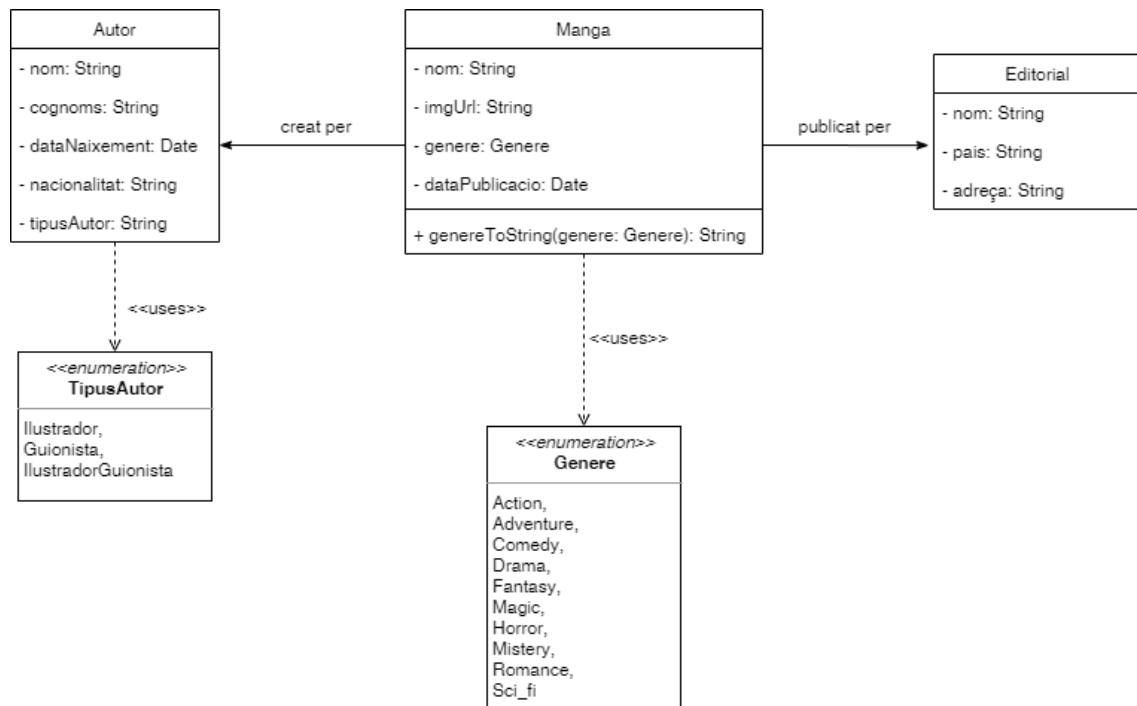 Autor
- nom: String
- cognoms: String
- dataNaixement: Date
- nacionalitat: String
- tipusAutor: String
creat per
Manga
- nom: String
- imgUrl: String
- genere: Genere
- dataPublicacio: Date
+ genereToString(genere: Genere): String
publicat per
Editorial
- nom: String
- pais: String
- adreça: String
<<uses>>
<<enumeration>>
TipusAutor
Ilustrador,
Guionista,
IlustradorGuionista
<<uses>>
<<enumeration>>
Genere
Action,
Adventure,
Comedy,
Drama,
Fantasy,
Magic,
Horror,
Mistery,
Romance,
Sci_fi